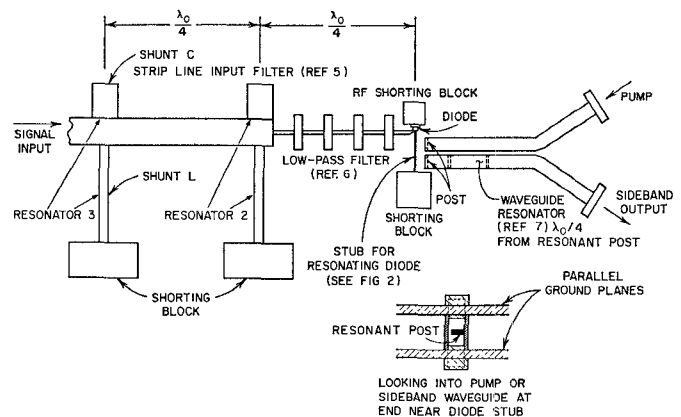 λ₀/4
λ₀/4
SHUNT C
STRIP LINE INPUT FILTER (REF 5)
RF SHORTING BLOCK
DIODE
PUMP
SIGNAL
INPUT
LOW-PASS FILTER
(REF. 6)
POST
SHUNT L
RESONATOR 3
RESONATOR 2
SHORTING
BLOCK
WAVEGUIDE
RESONATOR
(REF 7) λ₀/4
FROM RESONANT POST
SIDEBAND
OUTPUT
STUB FOR
RESONATING DIODE
(SEE FIG 2)
SHORTING
BLOCK
PARALLEL
GROUND PLANES
RESONANT POST
LOOKING INTO PUMP OR
SIDEBAND WAVEGUIDE AT
END NEAR DIODE STUB